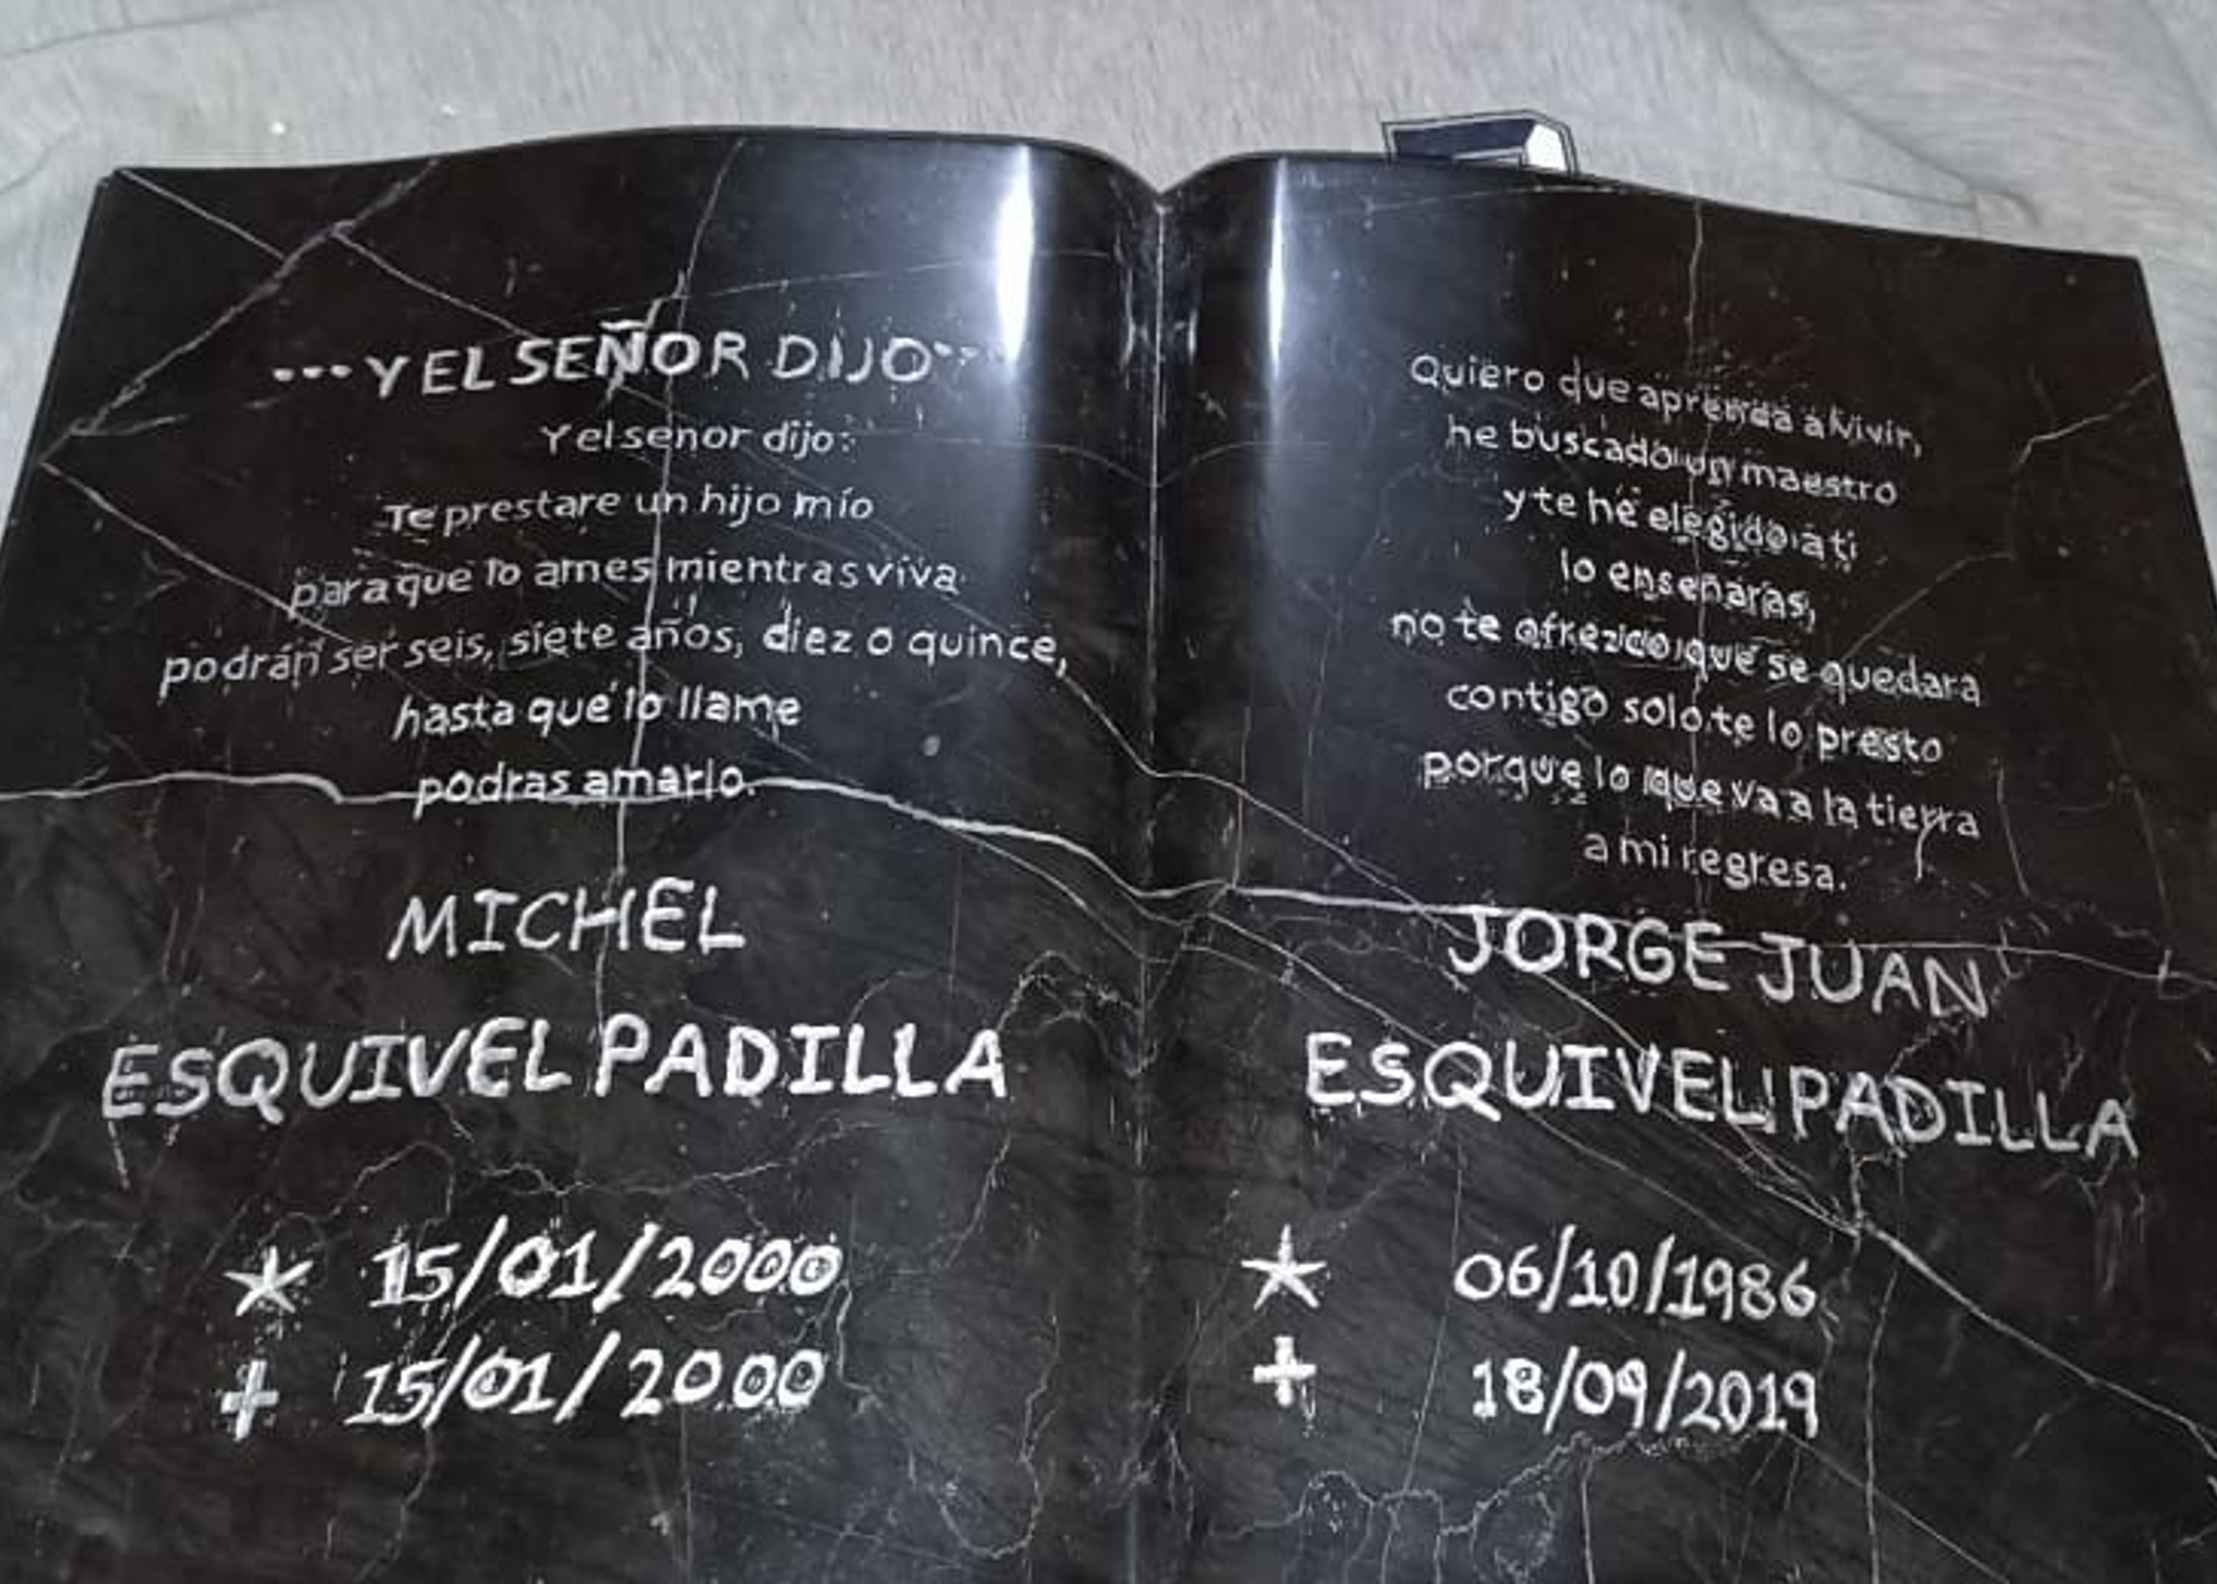 ...Y EL SEÑOR DIJO...
Y el senor dijo:
Te prestare un hijo mío
para que lo ames mientras viva
podrán ser seis, siete años, diez o quince,
hasta que lo llame
podras amarlo.
MICHEL
ESQUIVEL PADILLA
15/01/2000
+ 15/01/2000
Quiero que aprenda a vivir,
he buscado un maestro
y te he elegido a ti
lo enseñaras,
no te ofrezco que se quedara
contigo solo te lo presto
porque lo que va a la tierra
a mi regresa.
JORGE JUAN
ESQUIVEL PADILLA
06/10/1986
+ 18/09/2019